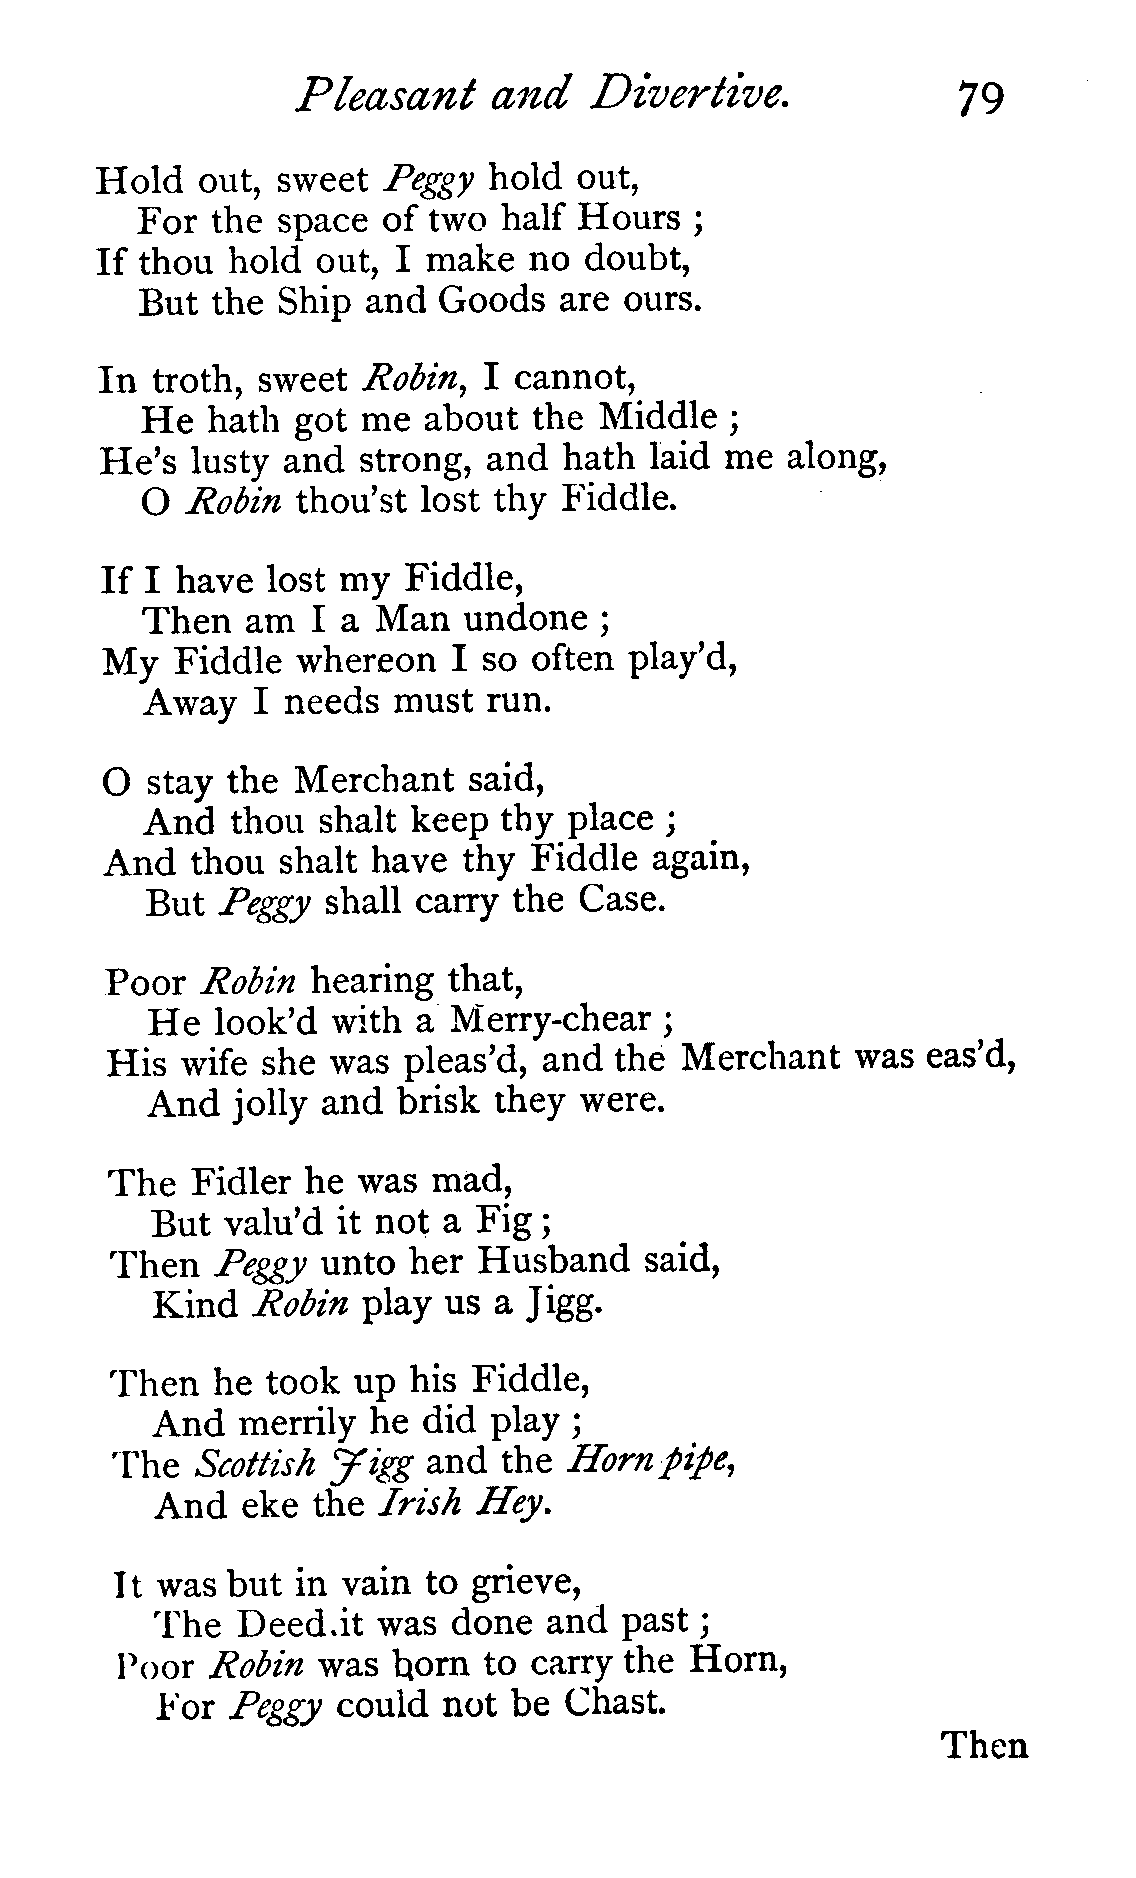 Pleasant and Divertive. 79
Hold out, sweet Peggy hold out,
For the space of two half Hours ;
If thou hold out, I make no doubt,
But the Ship and Goods are ours.
In troth, sweet Robin, I cannot,
He hath got me about the Middle ;
He's lusty and strong, and hath laid me along,
O Robin thou'st lost thy Fiddle.
If I have lost my Fiddle,
Then am I a Man undone ;
My Fiddle whereon I so often play'd,
Away I needs must run.
O stay the Merchant said,
And thou shalt keep thy place ;
And thou shalt have thy Fiddle again,
But Peggy shall carry the Case.
Poor Robin hearing that,
He look'd with a Merry-chear ;
His wife she was pleas'd, and the Merchant was eas'd,
And jolly and brisk they were.
The Fidler he was mad,
But valu'd it not a Fig ;
Then Peggy unto her Husband said,
Kind Robin play us a Jigg.
Then he took up his Fiddle,
And merrily he did play ;
The Scottish Jigg and the Hornpipe,
And eke the Irish Hey.
It was but in vain to grieve,
The Deed it was done and past ;
Poor Robin was born to carry the Horn,
For Peggy could not be Chast.
Then